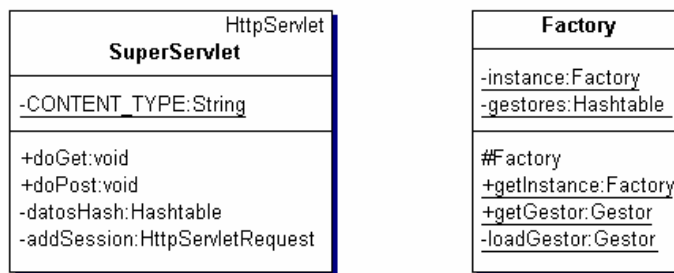 HttpServlet
SuperServlet
-CONTENT_TYPE:String
+doGet:void
+doPost:void
-datosHash:Hashtable
-addSession:HttpServletRequest
Factory
-instance:Factory
-gestores:Hashtable
#Factory
+getInstance:Factory
+getGestor:Gestor
-loadGestor:Gestor